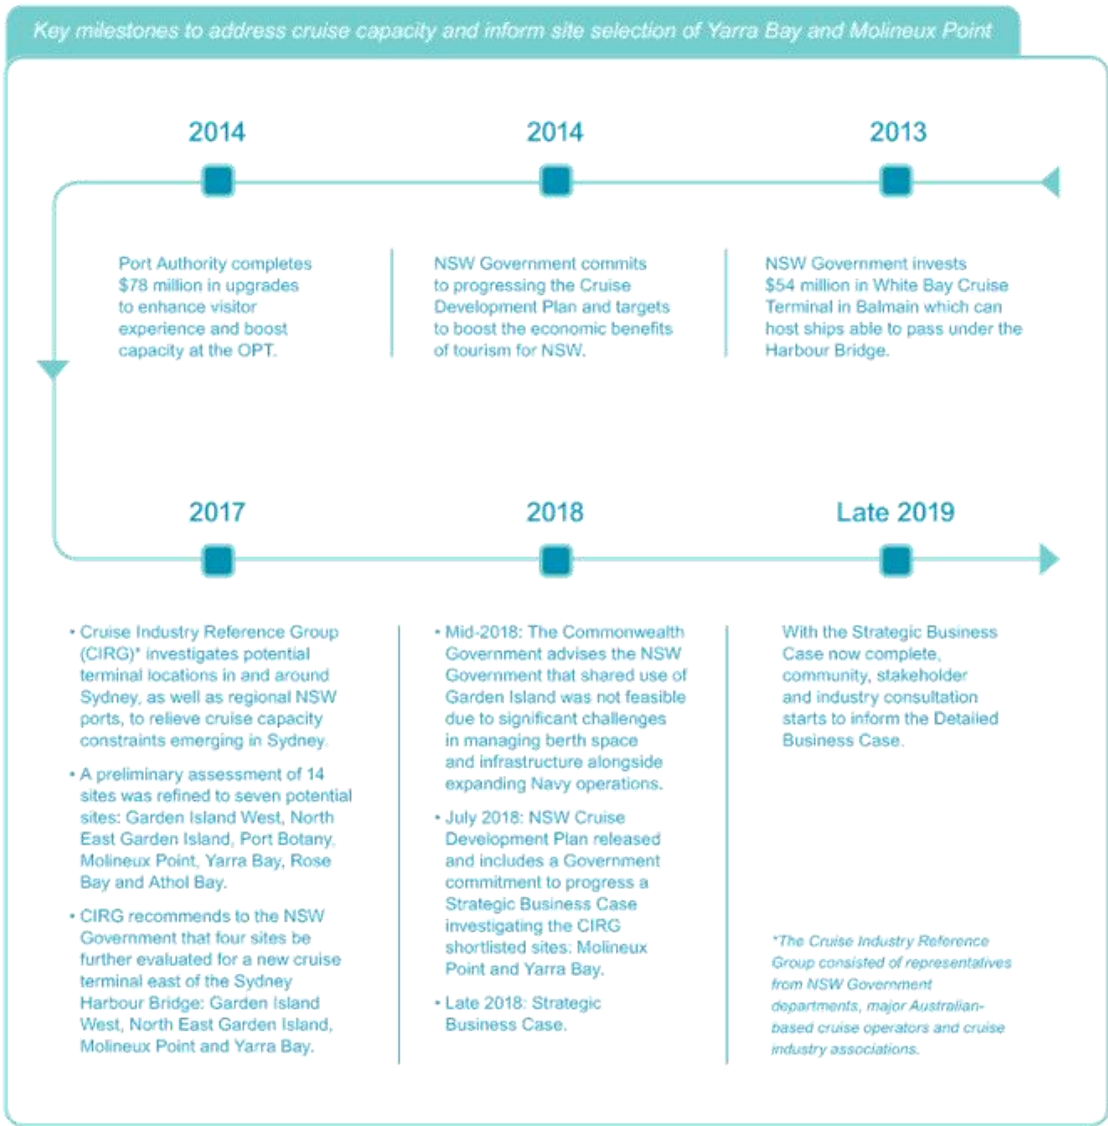 Key milestones to address cruise capacity and inform site selection of Yarra Bay and Molineux Point
2013
NSW Government invests
$54 million in White Bay Cruise
Terminal in Balmain which can
host ships able to pass under the
Harbour Bridge.
2014
NSW Government commits
to progressing the Cruise
Development Plan and targets
to boost the economic benefits
of tourism for NSW.
2014
Port Authority completes
$78 million in upgrades
to enhance visitor
experience and boost
capacity at the OPT.
2017
• Cruise Industry Reference Group
(CIRG)* investigates potential
terminal locations in and around
Sydney, as well as regional NSW
ports, to relieve cruise capacity
constraints emerging in Sydney.
• A preliminary assessment of 14
sites was refined to seven potential
sites: Garden Island West, North
East Garden Island, Port Botany,
Molineux Point, Yarra Bay, Rose
Bay and Athol Bay.
• CIRG recommends to the NSW
Government that four sites be
further evaluated for a new cruise
terminal east of the Sydney
Harbour Bridge: Garden Island
West, North East Garden Island,
Molineux Point and Yarra Bay.
2018
• Mid-2018: The Commonwealth
Government advises the NSW
Government that shared use of
Garden Island was not feasible
due to significant challenges
in managing berth space
and infrastructure alongside
expanding Navy operations.
• July 2018: NSW Cruise
Development Plan released
and includes a Government
commitment to progress a
Strategic Business Case
investigating the CIRG
shortlisted sites: Molineux
Point and Yarra Bay.
• Late 2018: Strategic
Business Case.
Late 2019
With the Strategic Business
Case now complete,
community, stakeholder
and industry consultation
starts to inform the Detailed
Business Case.
*The Cruise Industry Reference
Group consisted of representatives
from NSW Government
departments, major Australian-
based cruise operators and cruise
industry associations.